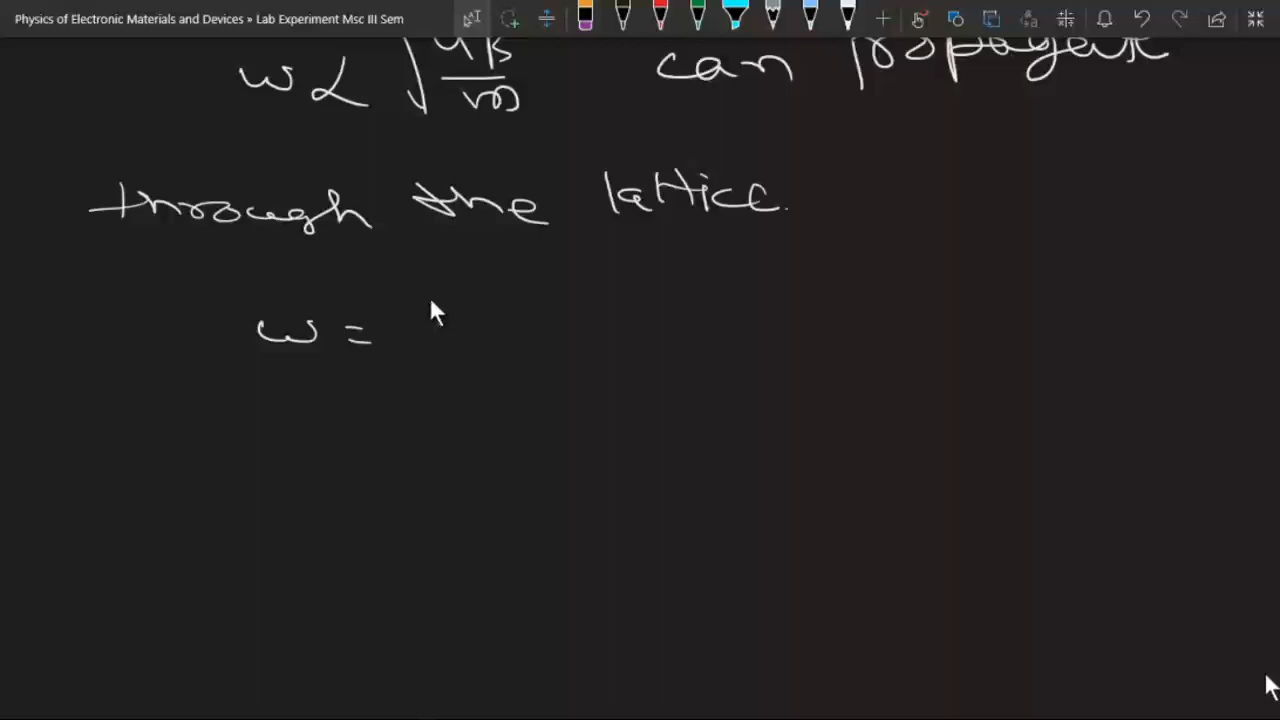 Physics of Electronic Materials and Devices » Lab Experiment Msc III Sem
ω < √4β/m can propagate
through the lattice.
ω =